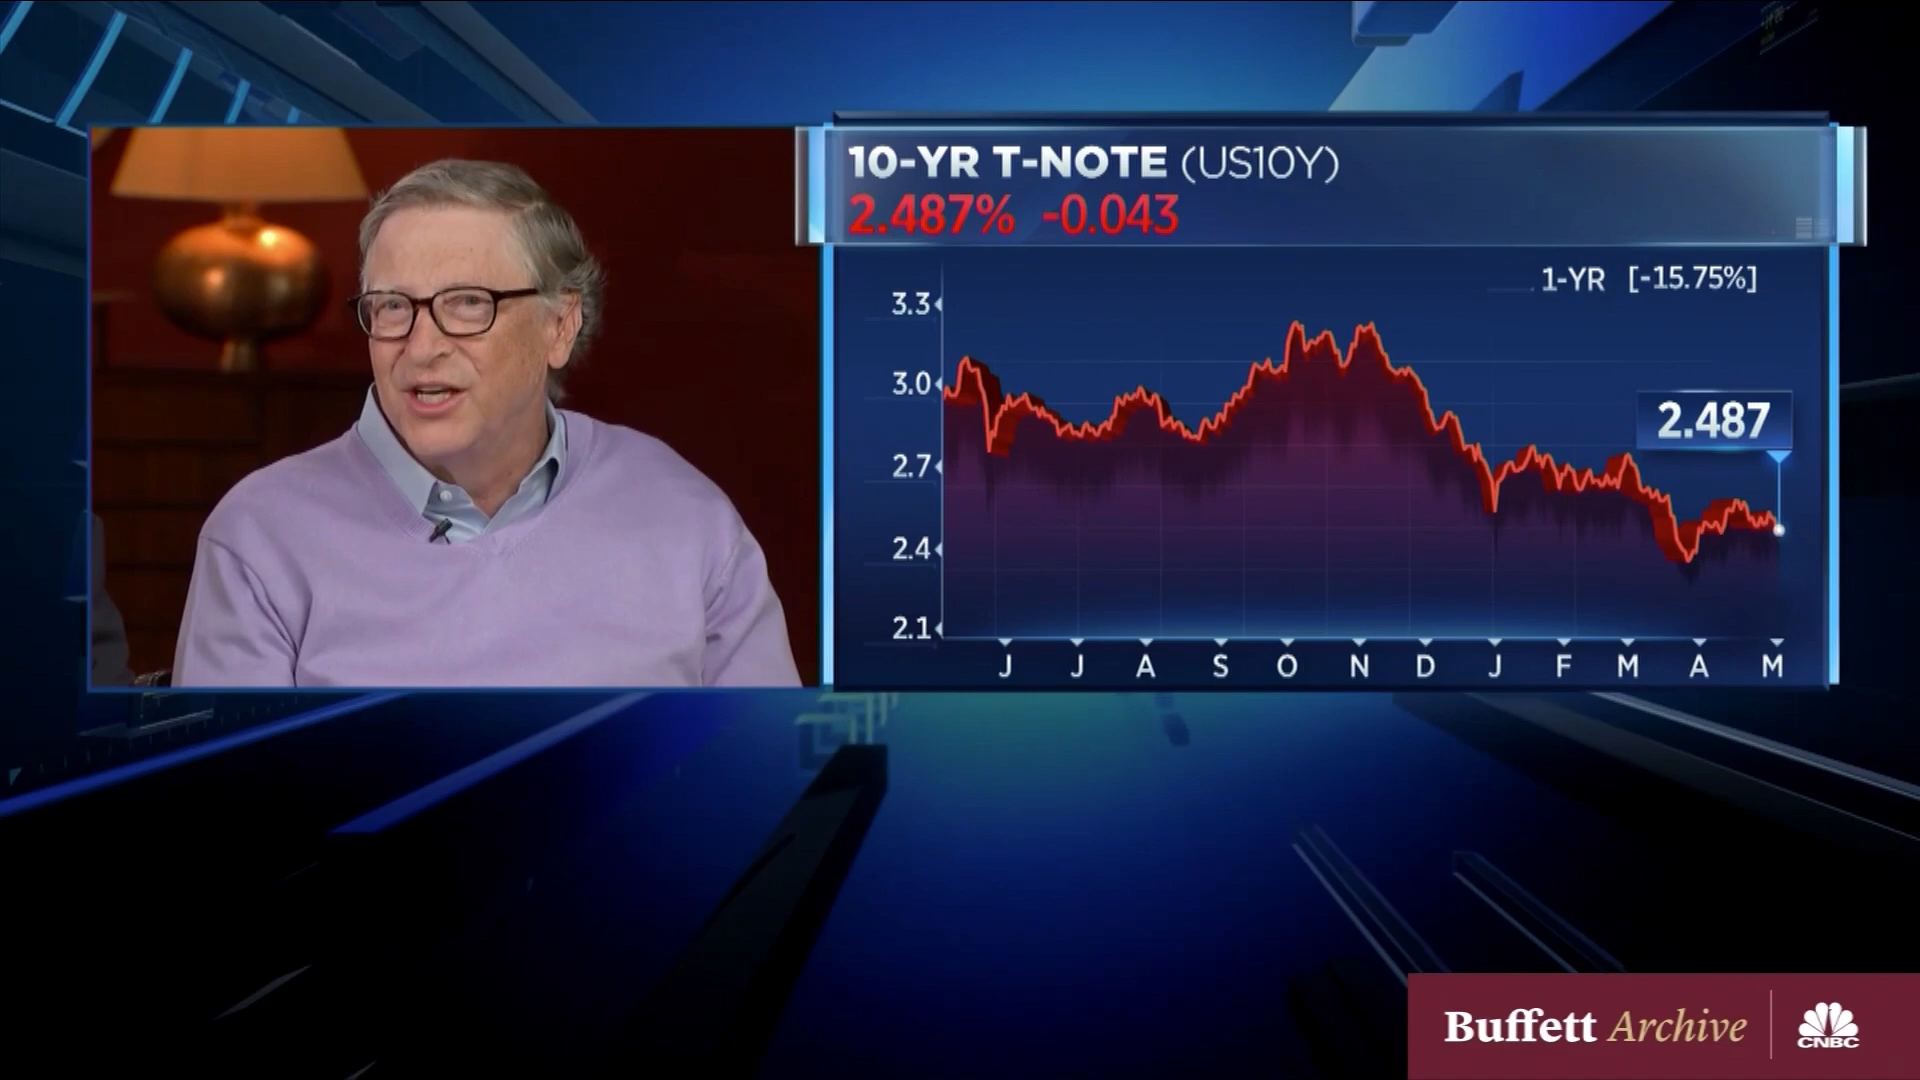 10-YR T-NOTE (US10Y)
2.487% -0.043
1-YR [-15.75%]
3.3
3.0
2.7
2.4
2.1
2.487
J J A S O N D J F M A M
Buffett Archive
CNBC